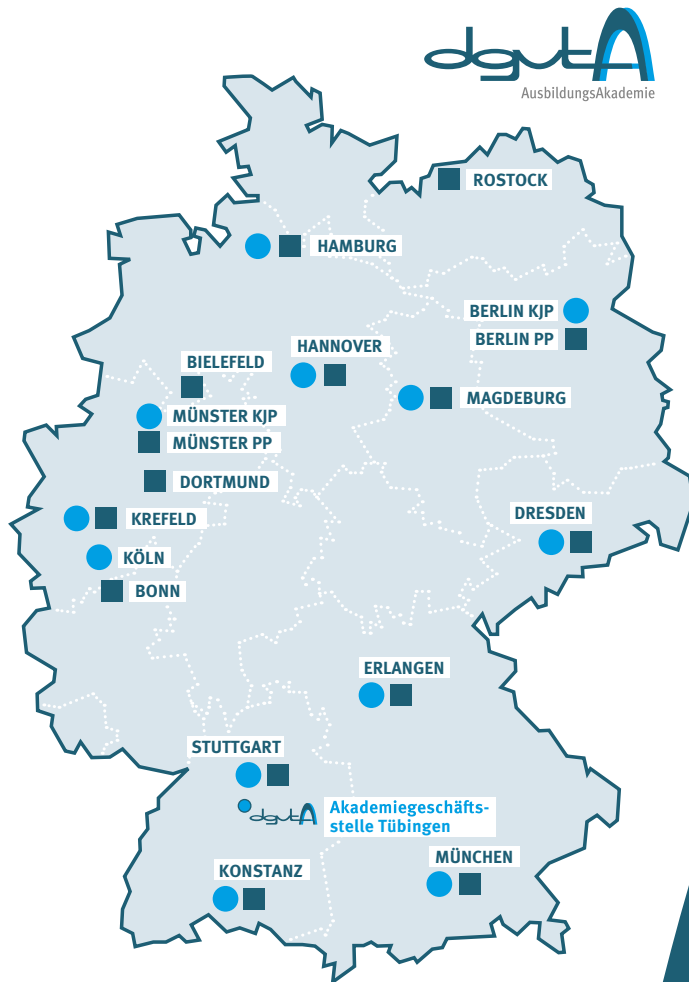 dgvtA
AusbildungsAkademie
ROSTOCK
HAMBURG
BERLIN KJP
BERLIN PP
HANNOVER
BIELEFELD
MAGDEBURG
MÜNSTER KJP
MÜNSTER PP
DORTMUND
KREFELD
DRESDEN
KÖLN
BONN
ERLANGEN
STUTTGART
dgvtA
Akademiegeschäfts-
stelle Tübingen
MÜNCHEN
KONSTANZ